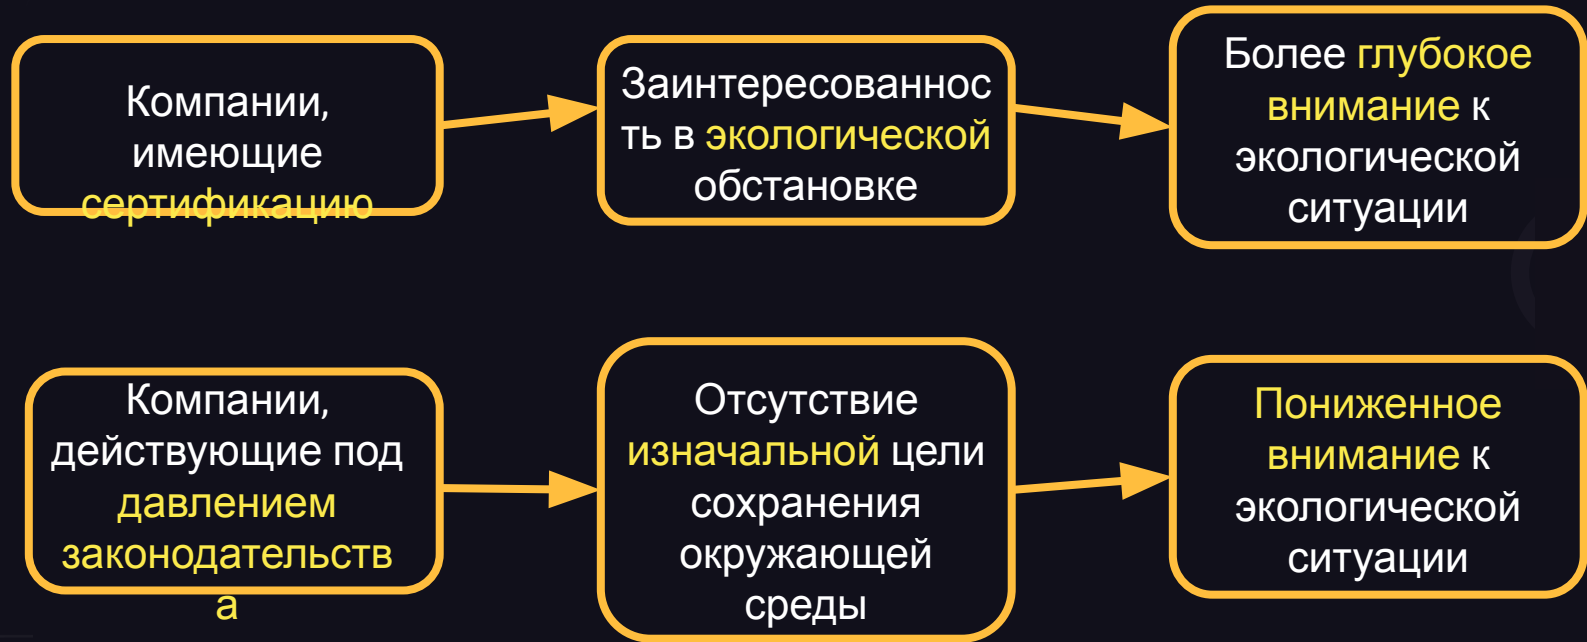 Компании,
имеющие
сертификацию
Заинтересованнос
ть в экологической
обстановке
Более глубокое
внимание к
экологической
ситуации
Компании,
действующие под
давлением
законодательств
а
Отсутствие
изначальной цели
сохранения
окружающей
среды
Пониженное
внимание к
экологической
ситуации